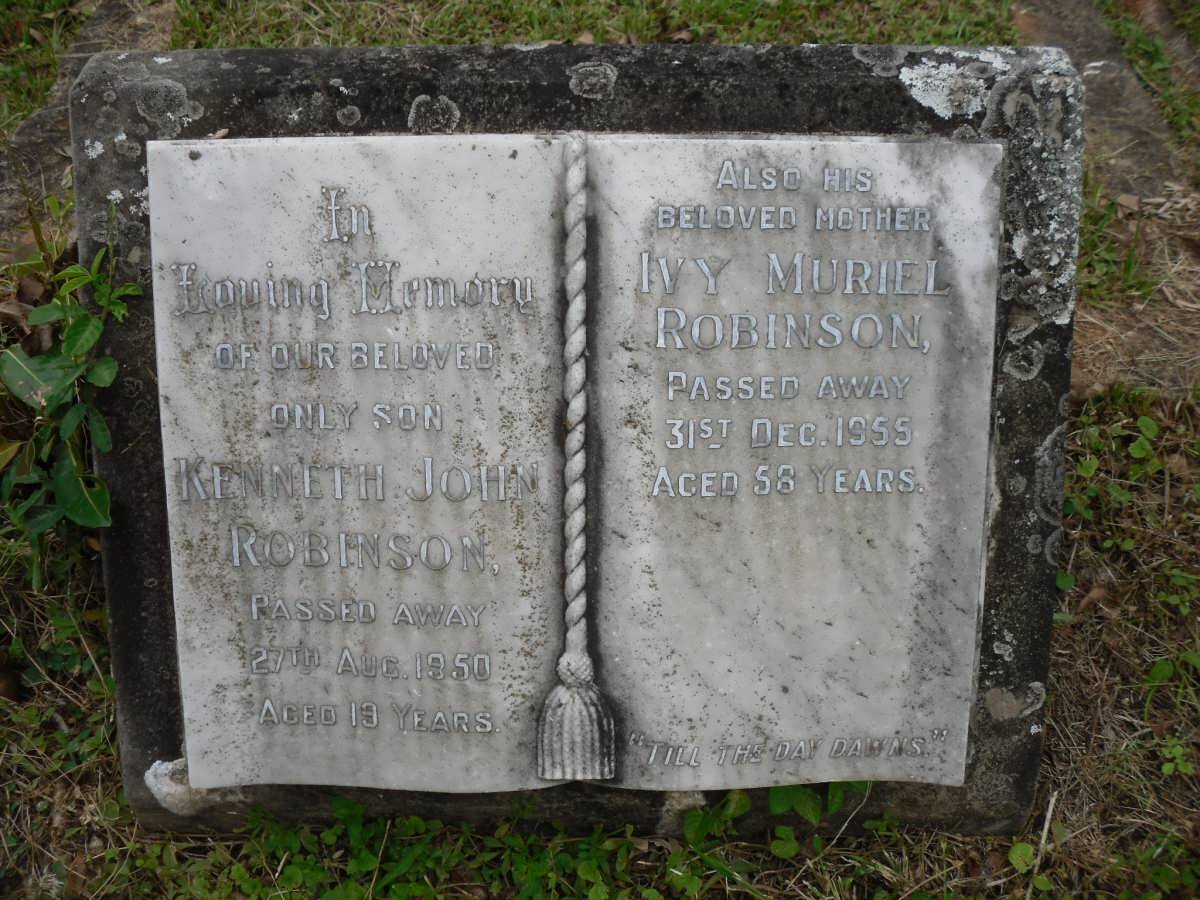 In
Loving Memory
OF OUR BELOVED
ONLY SON
KENNETH JOHN
ROBINSON,
PASSED AWAY
27TH AUG. 1950
AGED 19 YEARS.
ALSO HIS
BELOVED MOTHER
IVY MURIEL
ROBINSON,
PASSED AWAY
31ST DEC. 1955
AGED 58 YEARS.
"TILL THE DAY DAWNS."